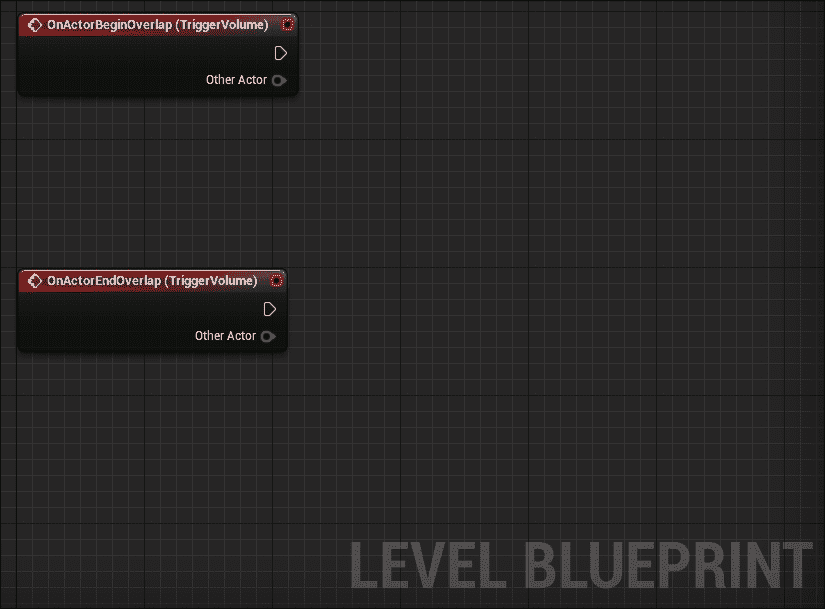 OnActorBeginOverlap (TriggerVolume)
Other Actor
OnActorEndOverlap (TriggerVolume)
Other Actor
LEVEL BLUEPRINT